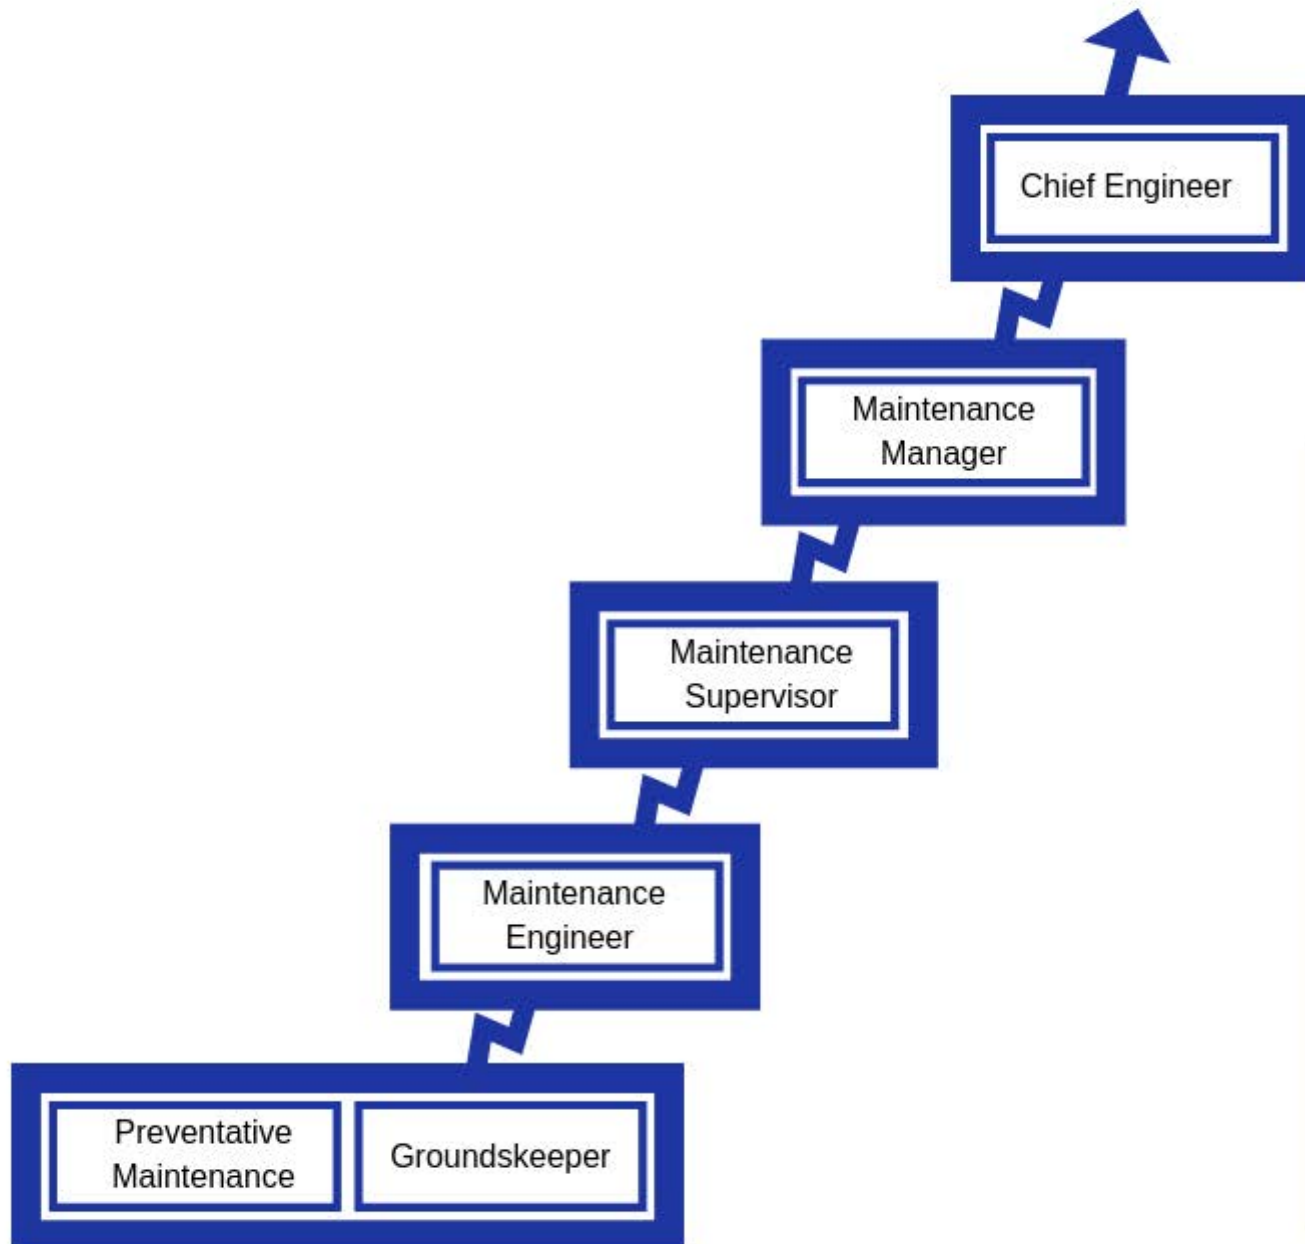 Chief Engineer
Maintenance
Manager
Maintenance
Supervisor
Maintenance
Engineer
Preventative
Maintenance
Groundskeeper